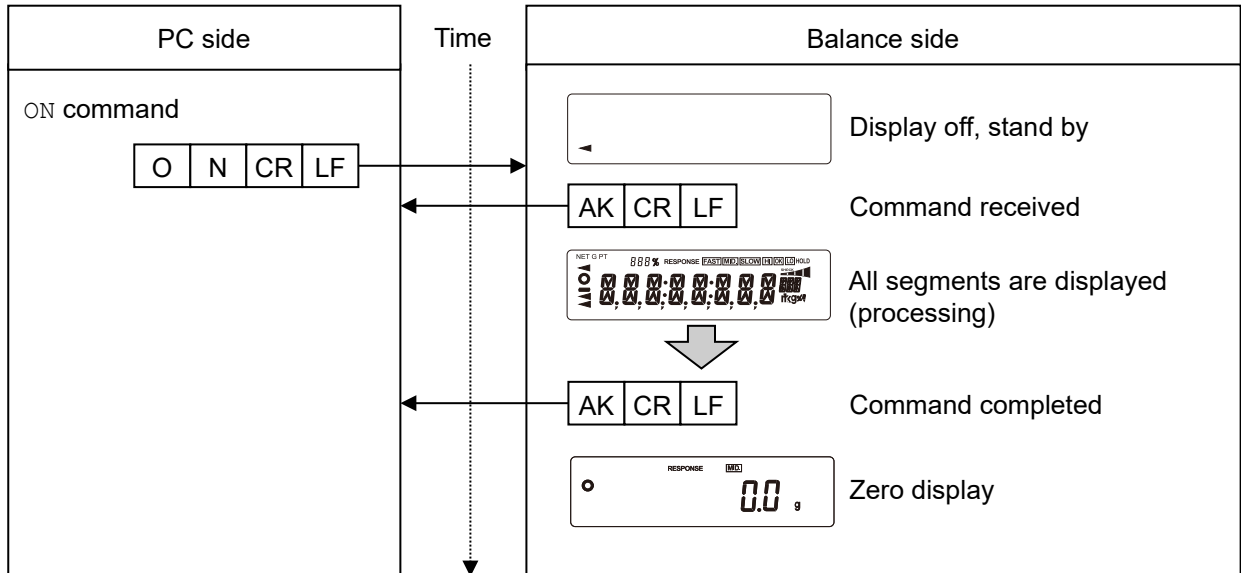 PC side
Time
Balance side
ON command
Display off, stand by
O N CR LF
AK CR LF
Command received
NET G PT 888% RESPONSE FAST MID. SLOW HI OK LO HOLD
All segments are displayed
(processing)
AK CR LF
Command completed
RESPONSE MID.
0.0 g
Zero display